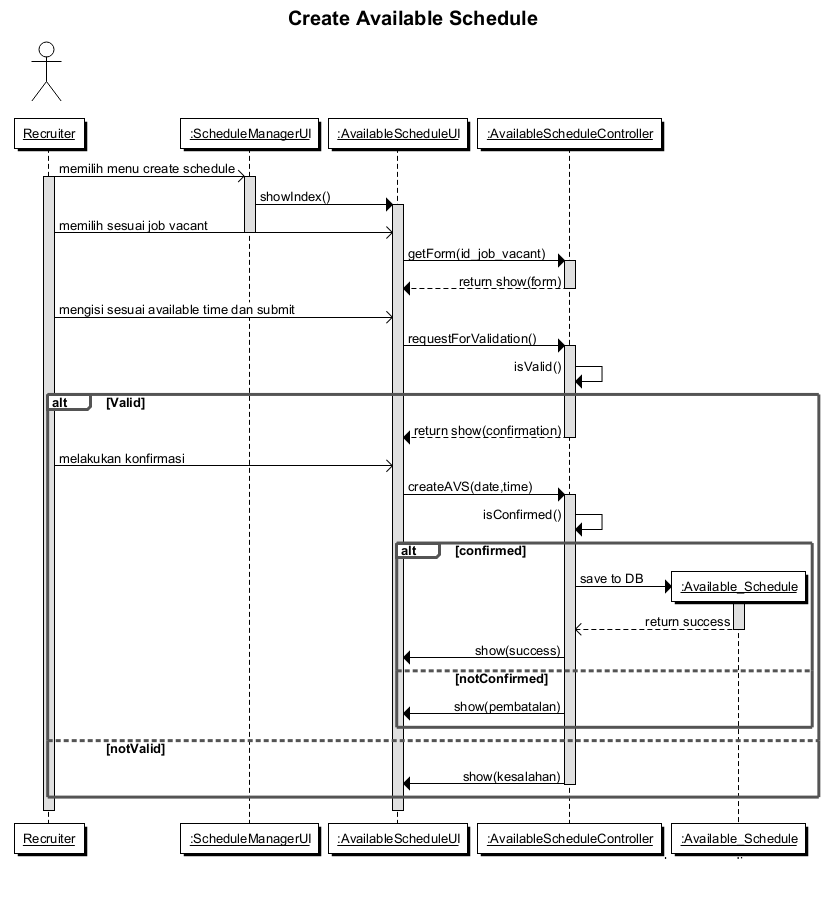 Create Available Schedule
Recruiter
:ScheduleManagerUI
:AvailableScheduleUI
:AvailableScheduleController
memilih menu create schedule
showIndex()
memilih sesuai job vacant
getForm(id_job_vacant)
return show(form)
mengisi sesuai available time dan submit
requestForValidation()
isValid()
alt
[Valid]
return show(confirmation)
melakukan konfirmasi
createAVS(date,time)
isConfirmed()
alt
[confirmed]
save to DB
:Available_Schedule
return success
show(success)
[notConfirmed]
show(pembatalan)
[notValid]
show(kesalahan)
Recruiter
:ScheduleManagerUI
:AvailableScheduleUI
:AvailableScheduleController
:Available_Schedule